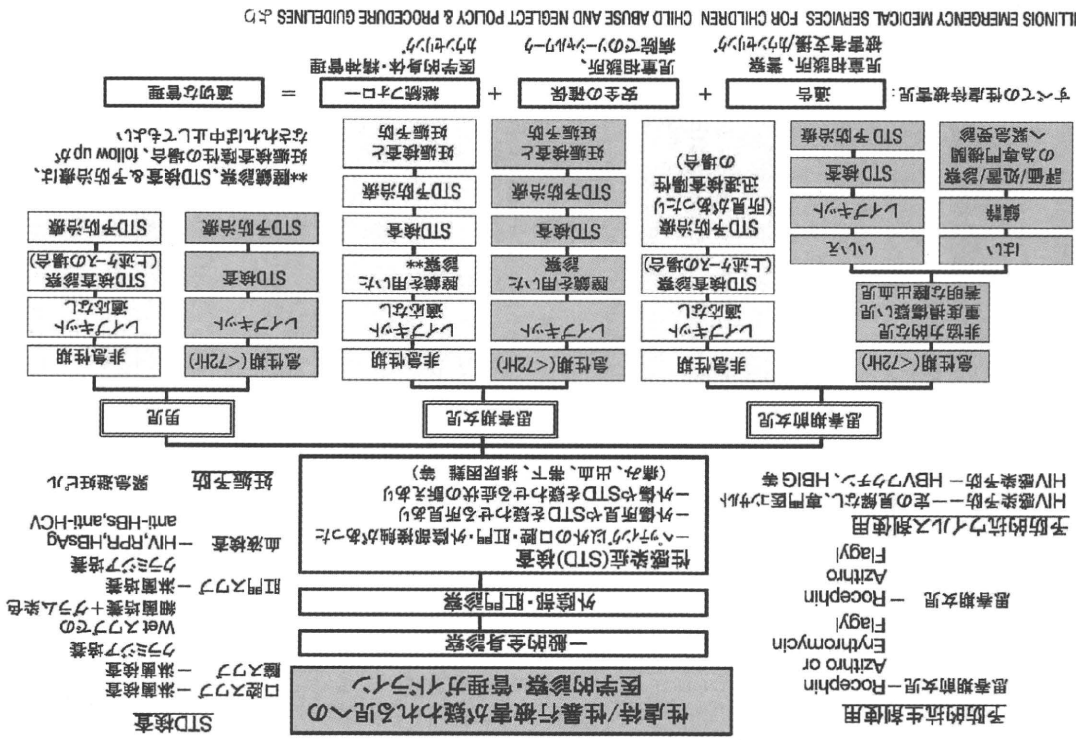 性虐待/性暴行被害が疑われる児への
医学的診察・管理ガイドライン
予防的抗生剤使用
思春期前女児－Rocephin
Azithro or
Erythromycin
Flagyl
思春期女児 － Rocephin
Azithro
Flagyl
予防的抗ウイルス剤使用
HIV感染予防－一定の見解なし、専門医コンサルト
HIV感染予防－ HBVワクチン、HBIG 等
一般的全身診察
外陰部・肛門診察
性感染症(STD)検査
－ペッティング以外の口腔・肛門・外陰部接触があった
－外傷所見やSTDを疑わせる所見あり
－外傷やSTDを疑わせる症状の訴えあり
（痛み、出血、帯下、排尿困難 等）
STD検査
口腔スワブ － 淋菌検査
膣スワブ － 淋菌検査
クラミジア培養
Wetスワブでの
細菌培養＋グラム染色
肛門スワブ － 淋菌培養
クラミジア培養
血液検査 －HIV,RPR,HBsAg
anti-HBs,anti-HCV
妊娠予防 緊急避妊ピル
思春期前女児
思春期女児
男児
急性期(<72Hr)
非協力的な児
重度損傷疑い児
著明な膣出血児
はい
鎮静
評価/処置/診察
の為専門機関
へ緊急受診
いいえ
レイプキット
STD検査
STD予防治療
非急性期
レイプキット
適応なし
STD検査診察
(上述ケースの場合)
STD予防治療
(所見があったり
迅速検査陽性
の場合)
急性期(<72Hr)
レイプキット
膣鏡を用いた
診察
STD検査
STD予防治療
妊娠検査と
妊娠予防
非急性期
レイプキット
適応なし
膣鏡を用いた
診察**
STD検査
STD予防治療
妊娠検査と
妊娠予防
急性期(<72Hr)
レイプキット
STD検査
STD予防治療
非急性期
レイプキット
適応なし
STD検査診察
(上述ケースの場合)
STD予防治療
**膣鏡診察、STD検査＆予防治療は、
妊娠検査陰性の場合、follow upが
なされれば中止してもよい
すべての性虐待被害児: 通告 ＋ 安全の確保 ＋ 継続フォロー ＝ 適切な管理
児童相談所、警察、
被害者支援/カウンセリング
児童相談所、
病院でのソーシャルワーク
医学的身体・精神管理
カウンセリング
ILLINOIS EMERGENCY MEDICAL SERVICES FOR CHILDREN CHILD ABUSE AND NEGLECT POLICY & PROCEDURE GUIDELINES より